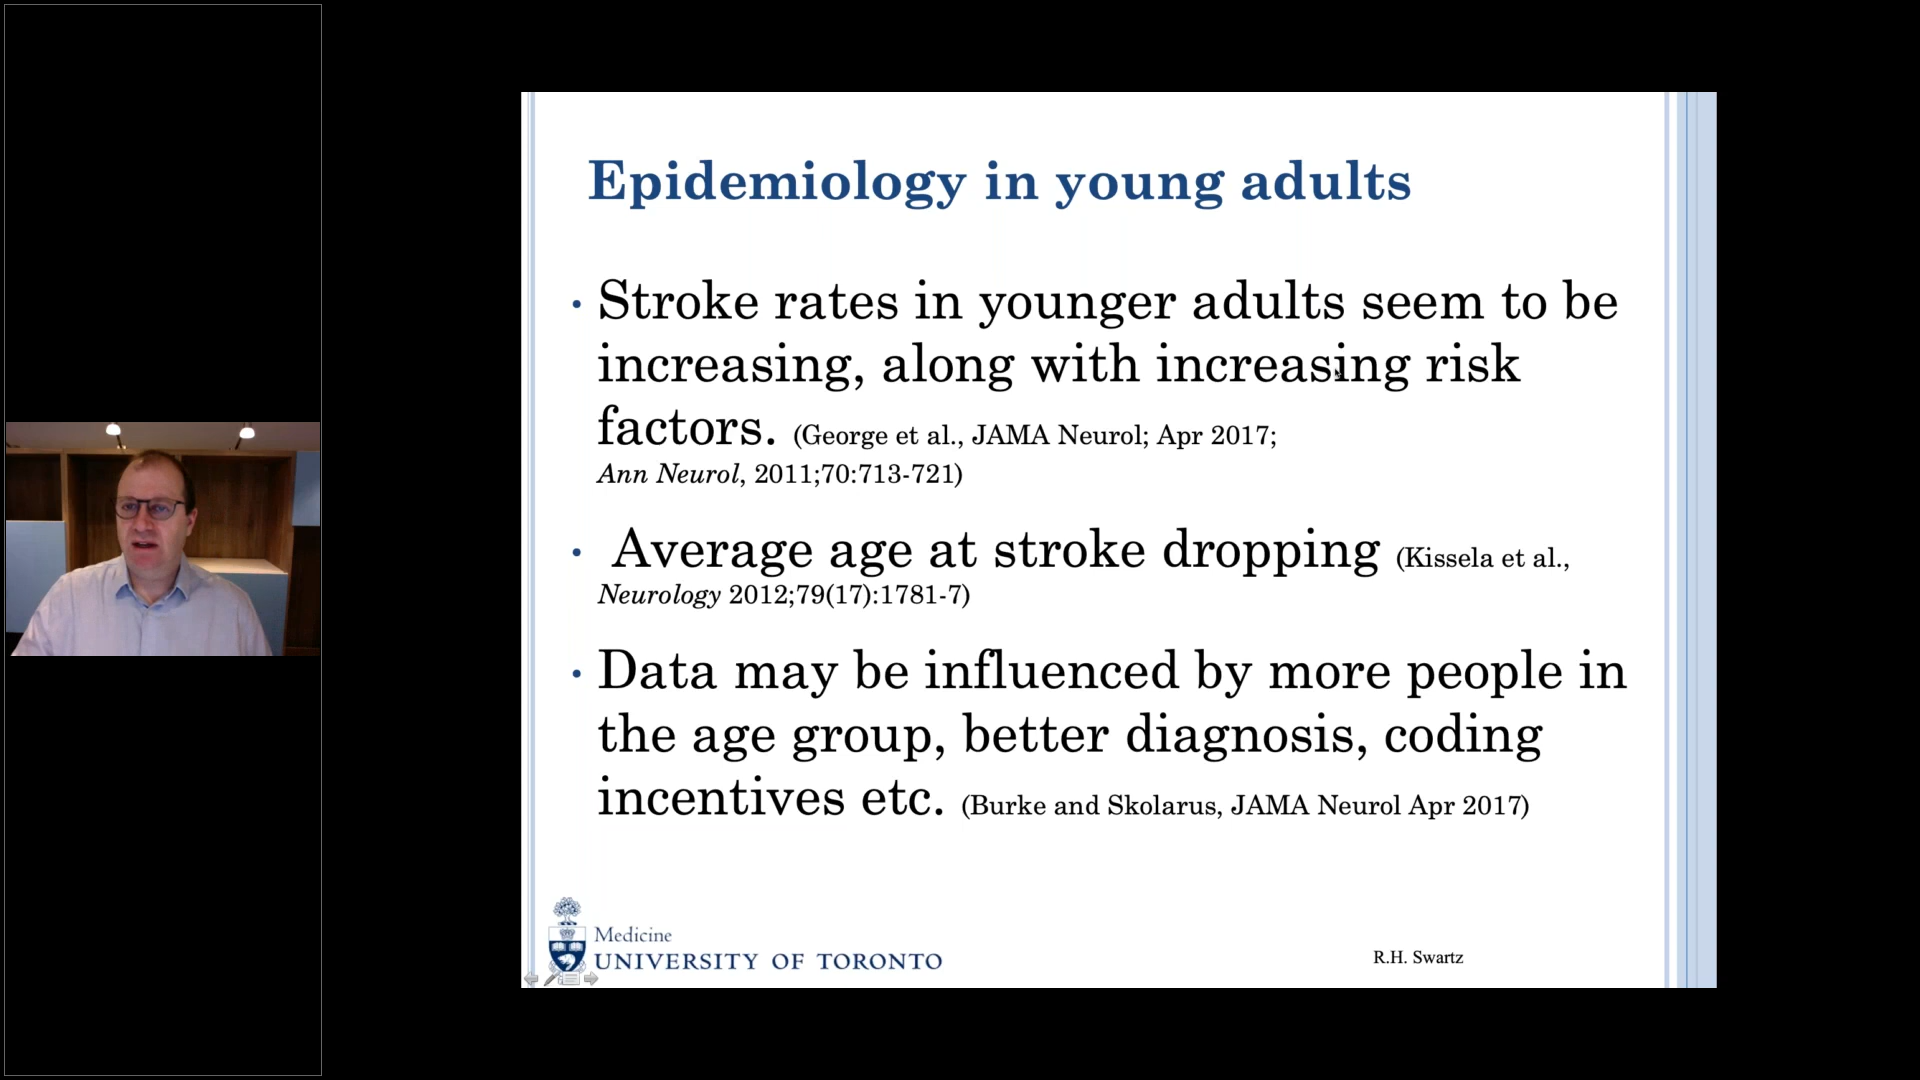 Epidemiology in young adults
• Stroke rates in younger adults seem to be
increasing, along with increasing risk
factors. (George et al., JAMA Neurol; Apr 2017;
Ann Neurol, 2011;70:713-721)
• Average age at stroke dropping (Kissela et al.,
Neurology 2012;79(17):1781-7)
• Data may be influenced by more people in
the age group, better diagnosis, coding
incentives etc. (Burke and Skolarus, JAMA Neurol Apr 2017)
Medicine
UNIVERSITY OF TORONTO
R.H. Swartz